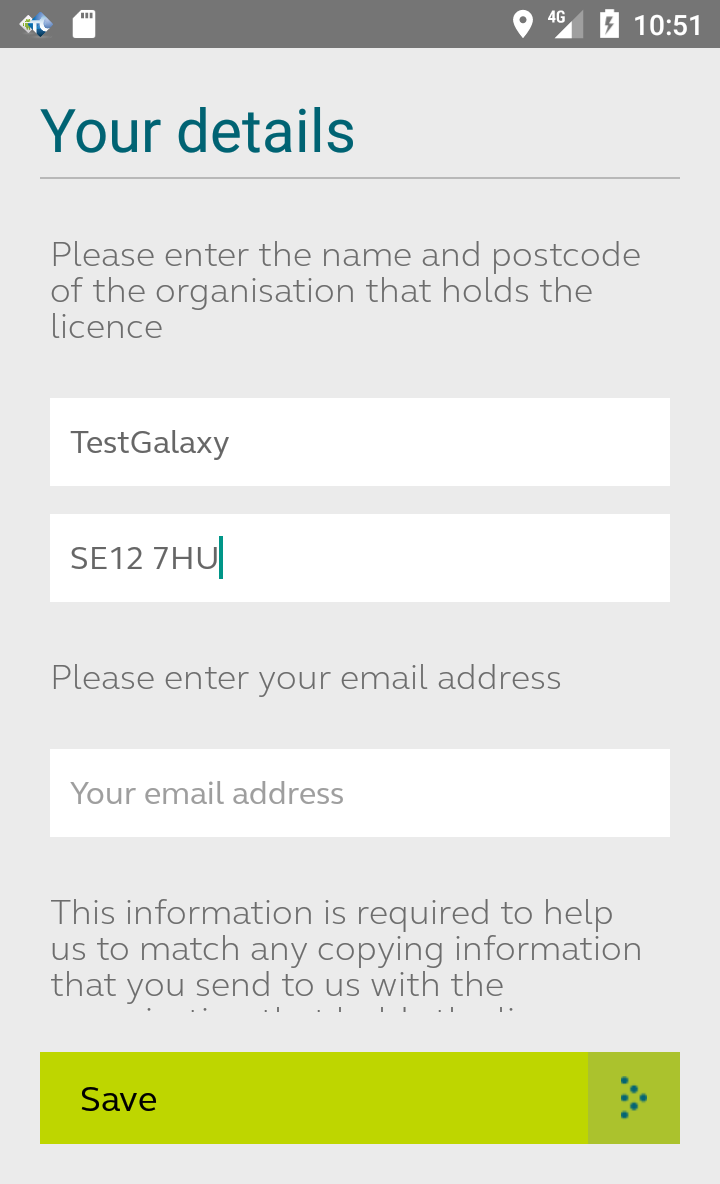 4G
10:51
Your details
Please enter the name and postcode
of the organisation that holds the
licence
TestGalaxy
SE12 7HU
Please enter your email address
Your email address
This information is required to help
us to match any copying information
that you send to us with the
Save